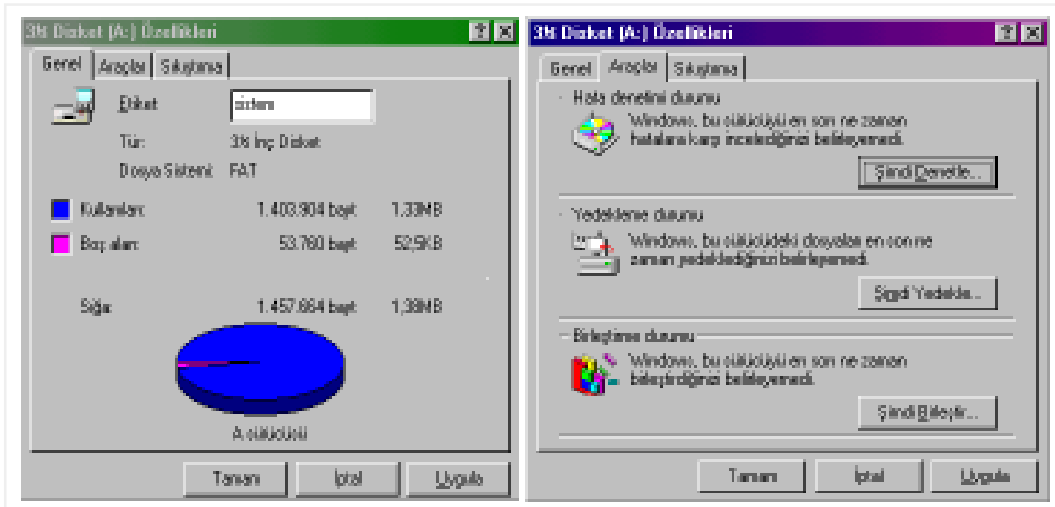 3½ Disket (A:) Özellikleri
Genel Araçlar Sıkıştırma
Etiket: sistem
Tür: 3½ İnç Disket
Dosya Sistemi: FAT
Kullanılan: 1.403.904 bayt 1,33MB
Boş alan: 53.760 bayt 52,5KB
Sığa: 1.457.664 bayt 1,38MB
A sürücüsü
Tamam İptal Uygula
3½ Disket (A:) Özellikleri
Genel Araçlar Sıkıştırma
Hata denetimi durumu
Windows, bu sürücüyü en son ne zaman
hatalara karşı incelediğinizi belirleyemedi.
Şimdi Denetle...
Yedekleme durumu
Windows, bu sürücüdeki dosyaları en son ne
zaman yedeklediğinizi belirleyemedi.
Şimdi Yedekle...
Birleştirme durumu
Windows, bu sürücüyü en son ne zaman
birleştirdiğinizi belirleyemedi.
Şimdi Birleştir...
Tamam İptal Uygula